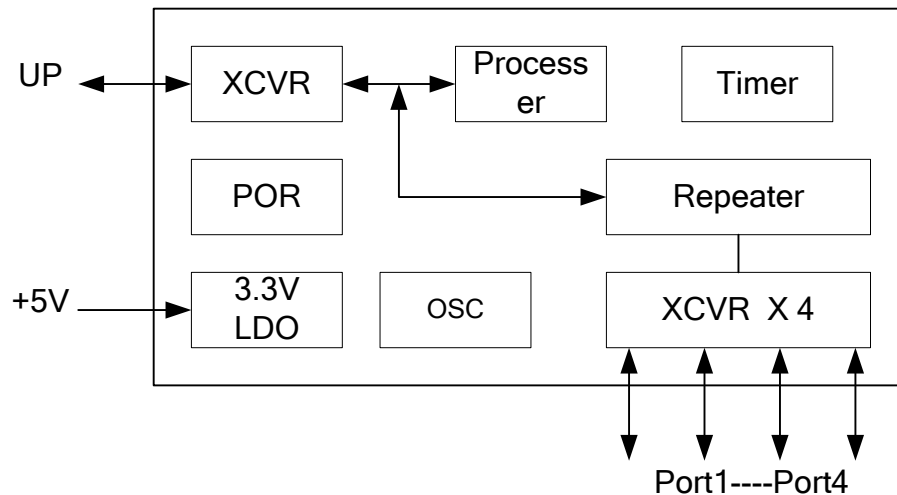 UP
XCVR
Process
er
Timer
POR
Repeater
+5V
3.3V
LDO
OSC
XCVR X 4
Port1----Port4